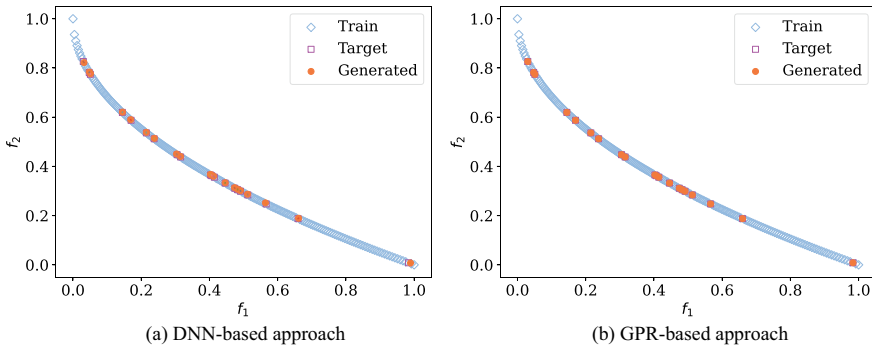 1.0
0.8
0.6
0.4
0.2
0.0
f2
0.0 0.2 0.4 0.6 0.8 1.0
f1
Train
Target
Generated
(a) DNN-based approach
1.0
0.8
0.6
0.4
0.2
0.0
f2
0.0 0.2 0.4 0.6 0.8 1.0
f1
Train
Target
Generated
(b) GPR-based approach